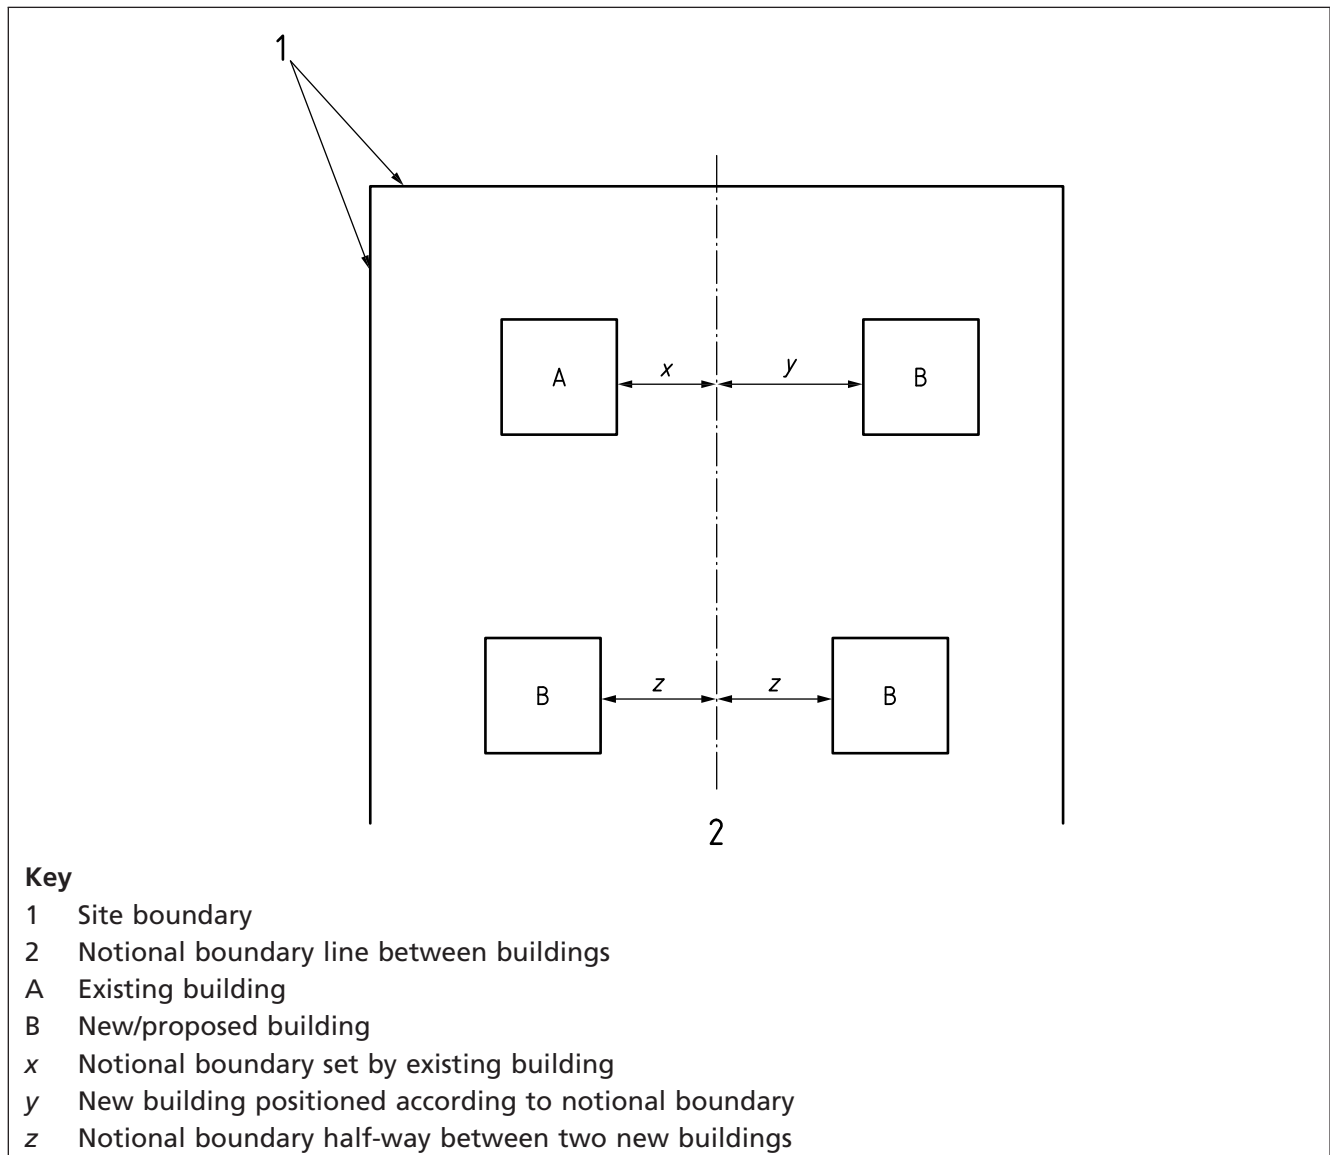 1
A x y B
B z z B
2
Key
1 Site boundary
2 Notional boundary line between buildings
A Existing building
B New/proposed building
x Notional boundary set by existing building
y New building positioned according to notional boundary
z Notional boundary half-way between two new buildings